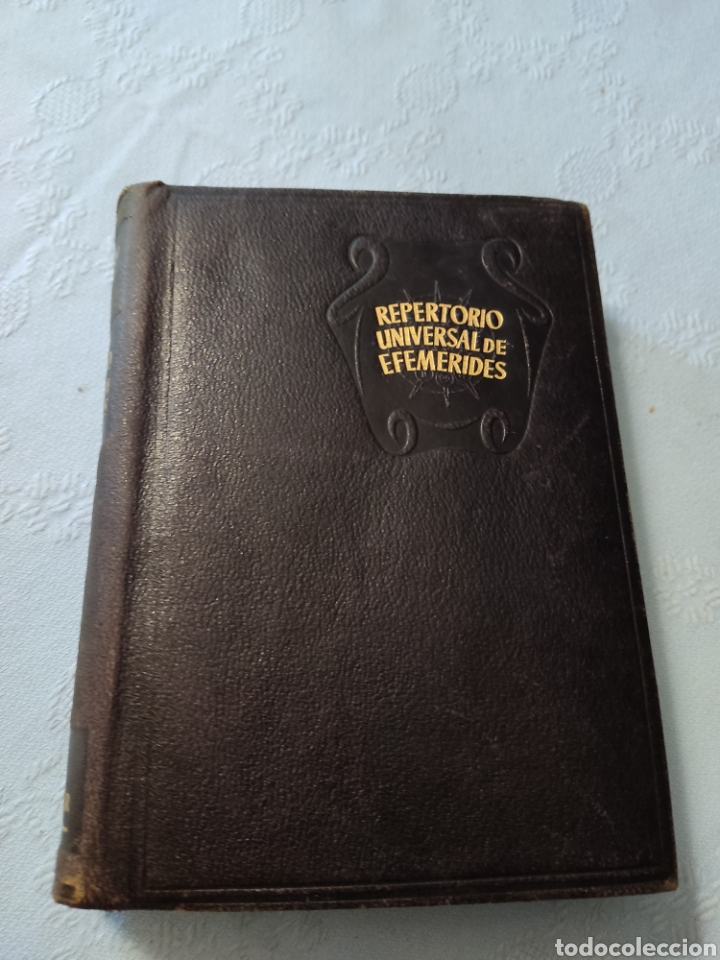 REPERTORIO
UNIVERSAL DE
EFEMERIDES
todocoleccion